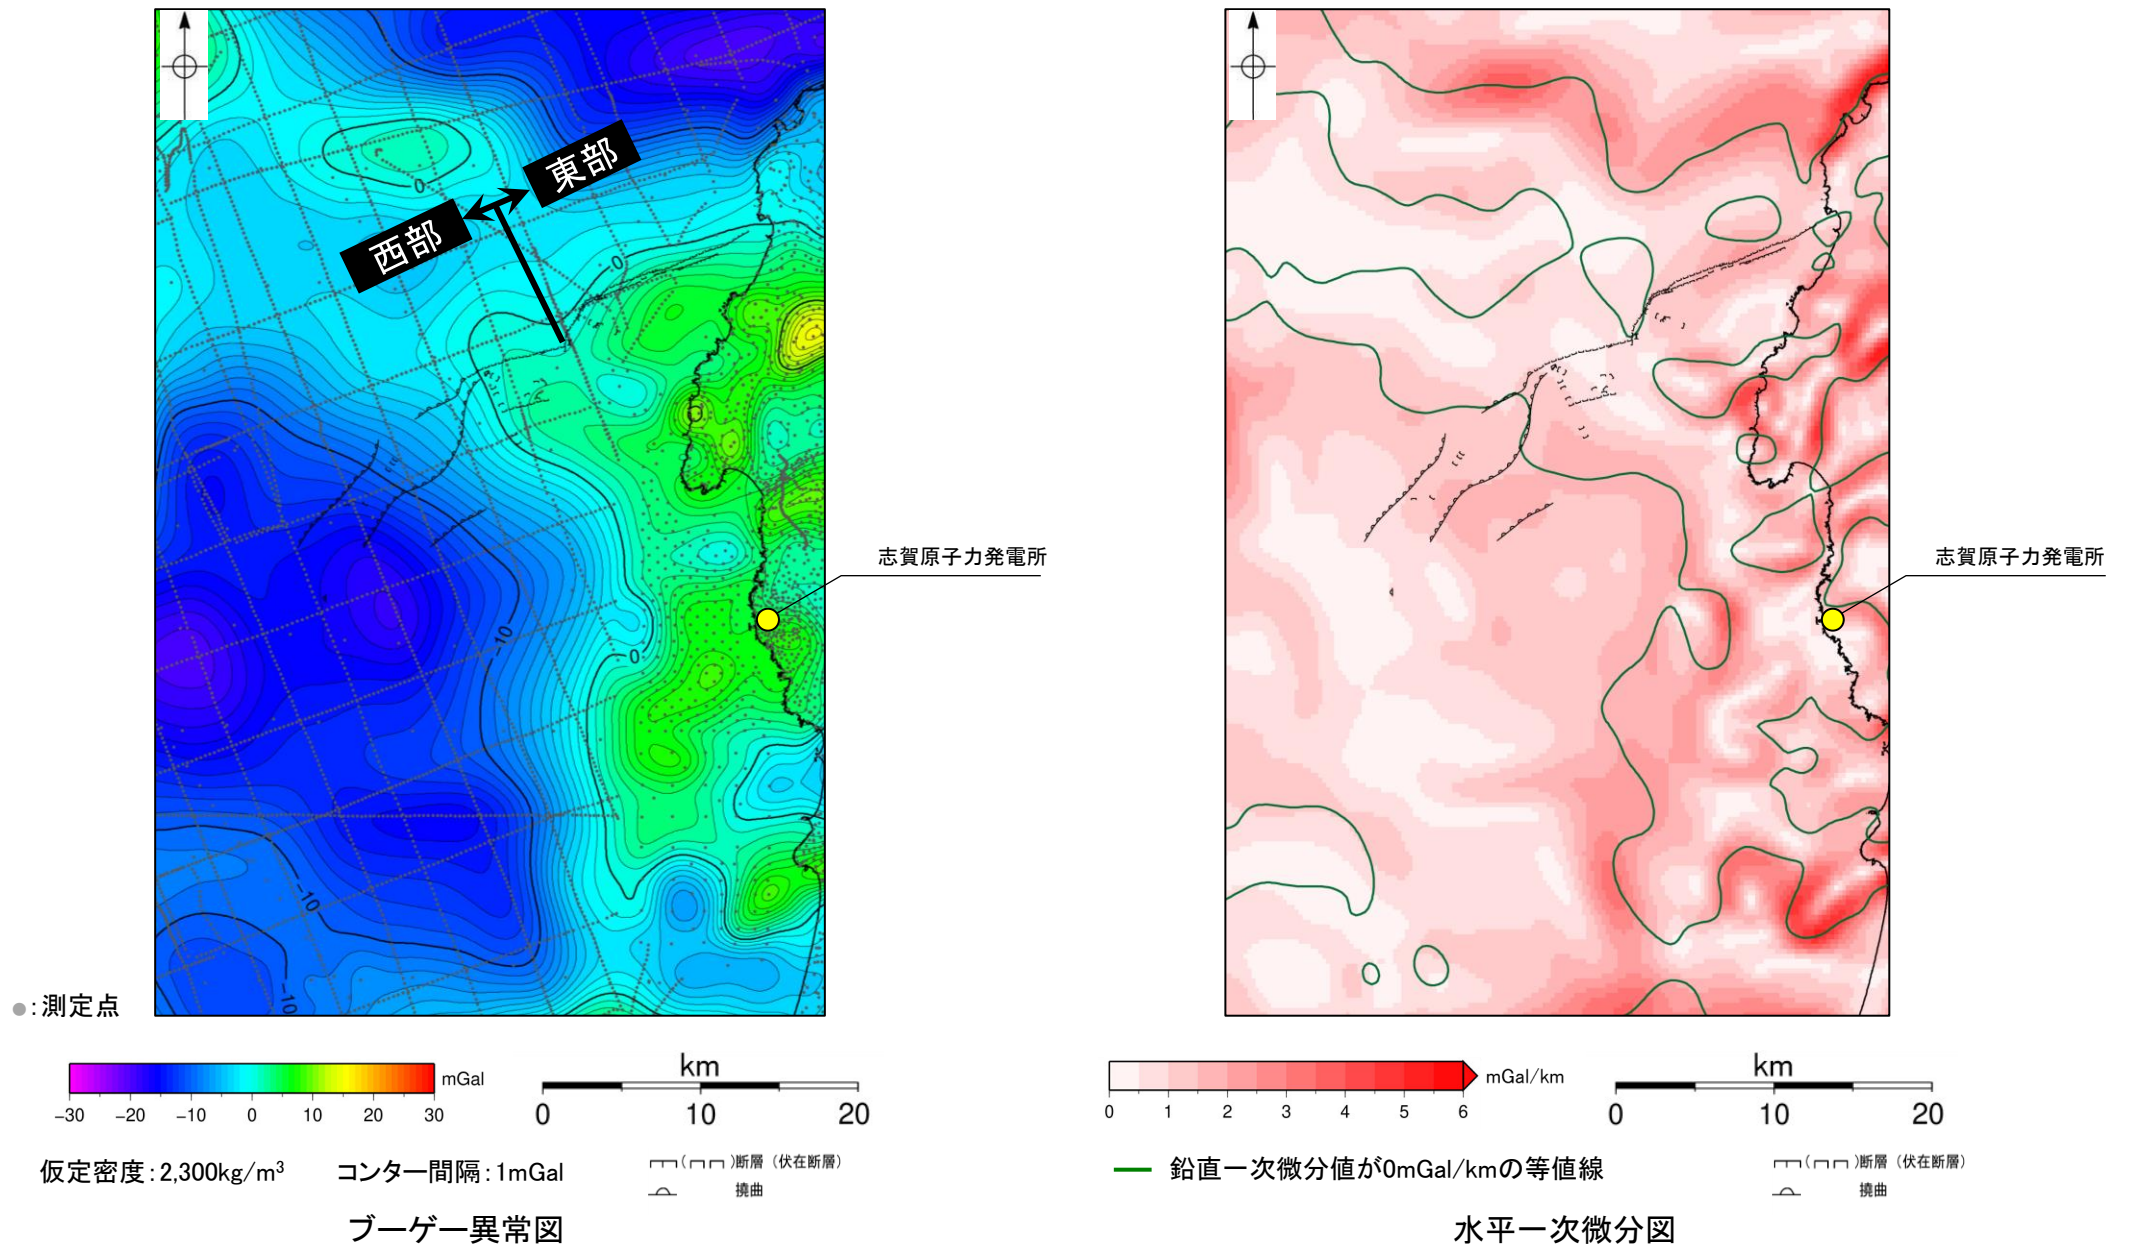 東部
西部
0
0
0
-10
-10
-10
志賀原子力発電所
志賀原子力発電所
●:測定点
mGal
−30 −20 −10 0 10 20 30
km
0 10 20
仮定密度:2,300kg/m³ コンター間隔:1mGal
断層(伏在断層)
撓曲
ブーゲー異常図
mGal/km
0 1 2 3 4 5 6
km
0 10 20
鉛直一次微分値が0mGal/kmの等値線
断層(伏在断層)
撓曲
水平一次微分図